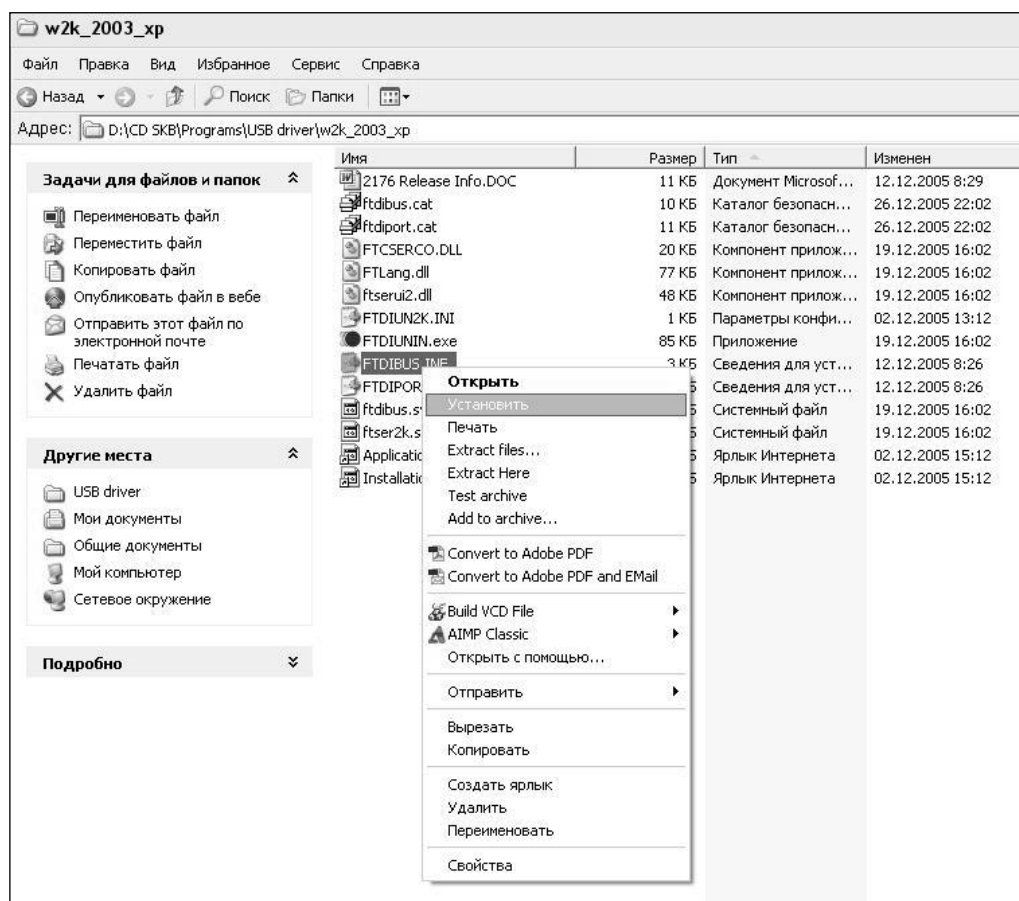 w2k_2003_xp
Файл Правка Вид Избранное Сервис Справка
Назад Поиск Папки
Адрес: D:\CD SKB\Programs\USB driver\w2k_2003_xp
Задачи для файлов и папок
Переименовать файл
Переместить файл
Копировать файл
Опубликовать файл в вебе
Отправить этот файл по
электронной почте
Печатать файл
Удалить файл
Другие места
USB driver
Мои документы
Общие документы
Мой компьютер
Сетевое окружение
Подробно
Имя Размер Тип Изменен
2176 Release Info.DOC 11 КБ Документ Microsof... 12.12.2005 8:29
ftdibus.cat 10 КБ Каталог безопасн... 26.12.2005 22:02
ftdiport.cat 11 КБ Каталог безопасн... 26.12.2005 22:02
FTCSERCO.DLL 20 КБ Компонент прилож... 19.12.2005 16:02
FTLang.dll 77 КБ Компонент прилож... 19.12.2005 16:02
ftserui2.dll 48 КБ Компонент прилож... 19.12.2005 16:02
FTDIUN2K.INI 1 КБ Параметры конфи... 02.12.2005 13:12
FTDIUNIN.exe 85 КБ Приложение 19.12.2005 16:02
FTDIBUS.INF 3 КБ Сведения для уст... 12.12.2005 8:26
FTDIPOR Сведения для уст... 12.12.2005 8:26
ftdibus.s Системный файл 19.12.2005 16:02
ftser2k.s Системный файл 19.12.2005 16:02
Applicatio Ярлык Интернета 02.12.2005 15:12
Installatio Ярлык Интернета 02.12.2005 15:12
Открыть
Установить
Печать
Extract files...
Extract Here
Test archive
Add to archive...
Convert to Adobe PDF
Convert to Adobe PDF and EMail
Build VCD File
AIMP Classic
Открыть с помощью...
Отправить
Вырезать
Копировать
Создать ярлык
Удалить
Переименовать
Свойства